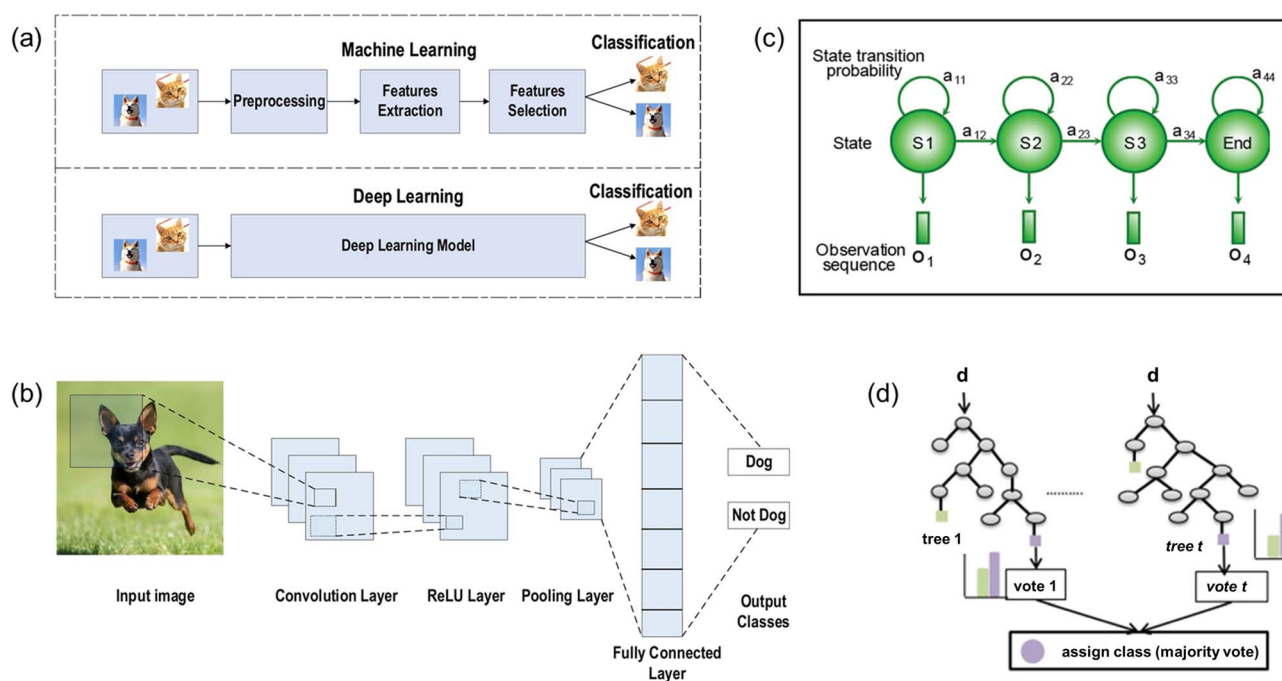 (a)
Machine Learning
Classification
Preprocessing
Features
Extraction
Features
Selection
Deep Learning
Classification
Deep Learning Model
(b)
Input image
Convolution Layer
ReLU Layer
Pooling Layer
Fully Connected
Layer
Dog
Not Dog
Output
Classes
(c)
State transition
probability
a11
a22
a33
a44
State
S1
a12
S2
a23
S3
a34
End
Observation
sequence
O1
O2
O3
O4
(d)
d
d
..........
tree 1
tree t
vote 1
vote t
assign class (majority vote)